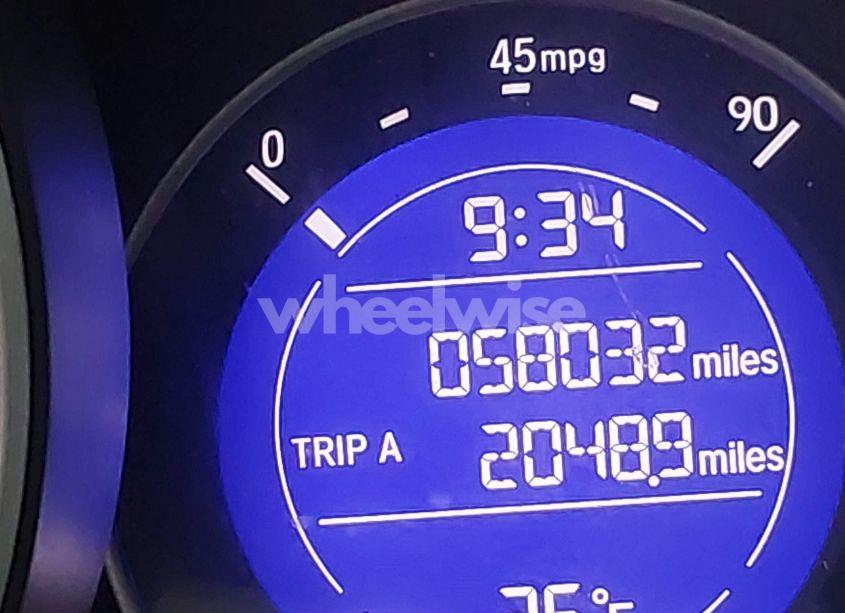 45mpg
0
90
9:34
wheelwise
058032 miles
TRIP A 2048.9 miles